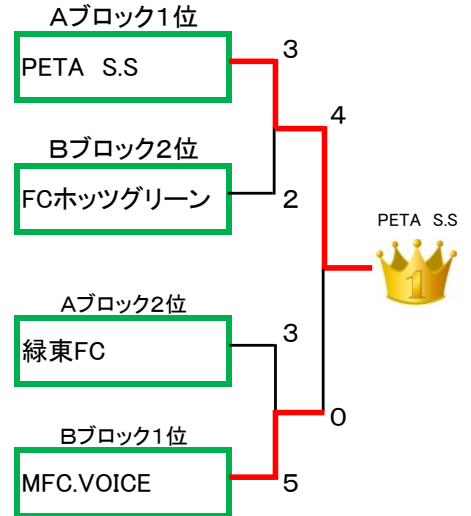 Aブロック1位
3
PETA S.S
4
Bブロック2位
FCホッツグリーン
2
PETA S.S
1
Aブロック2位
3
緑東FC
0
Bブロック1位
MFC.VOICE
5